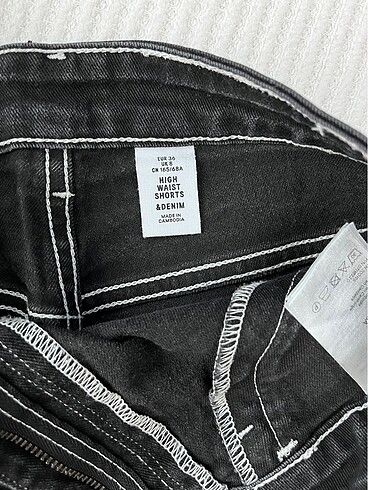 EUR 36
UK 8
CN 165/68A
HIGH
WAIST
SHORTS
&DENIM
MADE IN
CAMBODIA